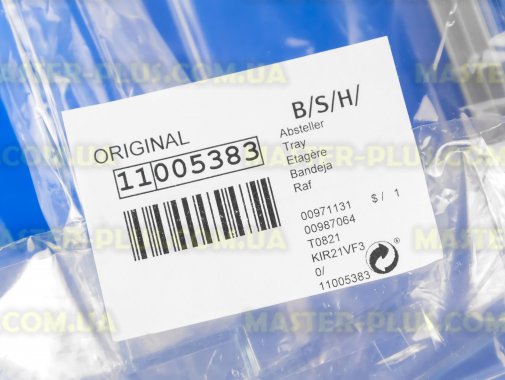 B/S/H/
ORIGINAL
11005383
Absteller
Tray
Etagère
Bandeja
Raf
00971131 $ / 1
00987064
T0821
KIR21VF3
0/
11005383
®
MASTER-PLUS.COM.UA